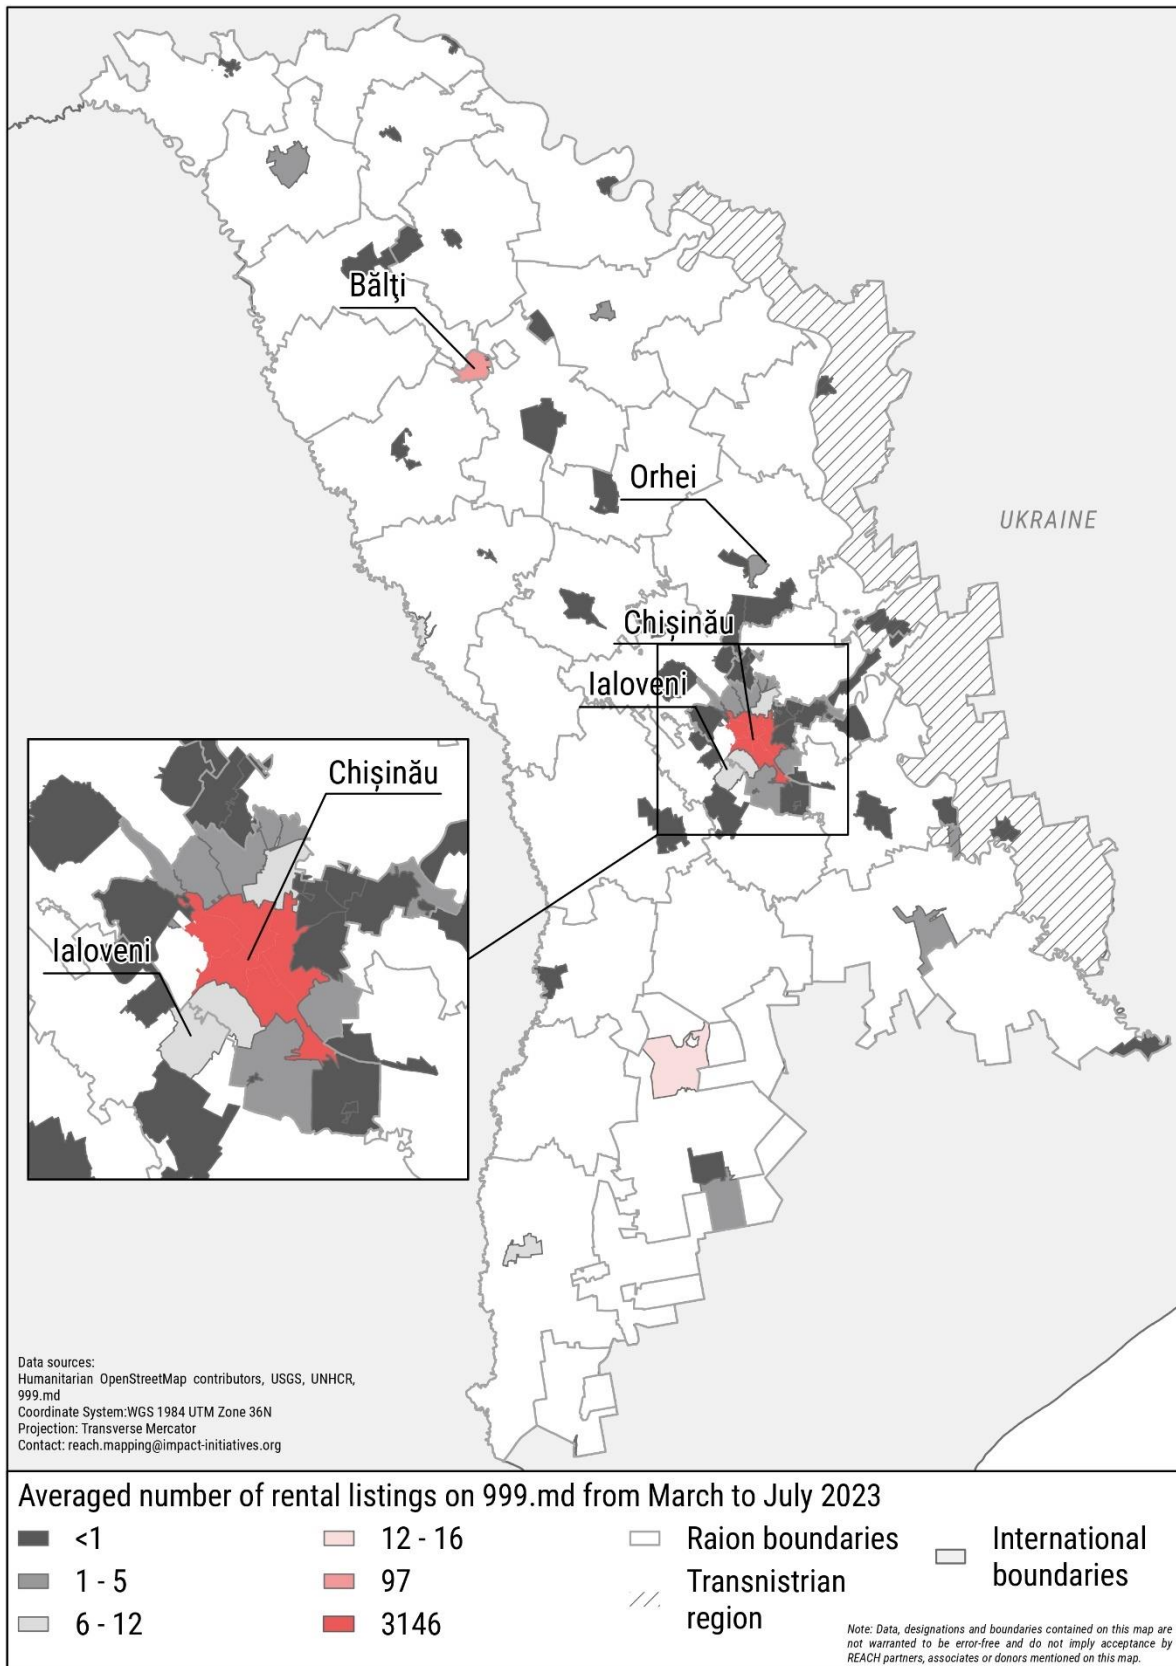 Bălţi
Orhei
UKRAINE
Chișinău
Ialoveni
Chișinău
Ialoveni
Data sources:
Humanitarian OpenStreetMap contributors, USGS, UNHCR,
999.md
Coordinate System:WGS 1984 UTM Zone 36N
Projection: Transverse Mercator
Contact: reach.mapping@impact-initiatives.org
Averaged number of rental listings on 999.md from March to July 2023
<1
1 - 5
6 - 12
12 - 16
97
3146
Raion boundaries
Transnistrian
region
International
boundaries
Note: Data, designations and boundaries contained on this map are
not warranted to be error-free and do not imply acceptance by
REACH partners, associates or donors mentioned on this map.